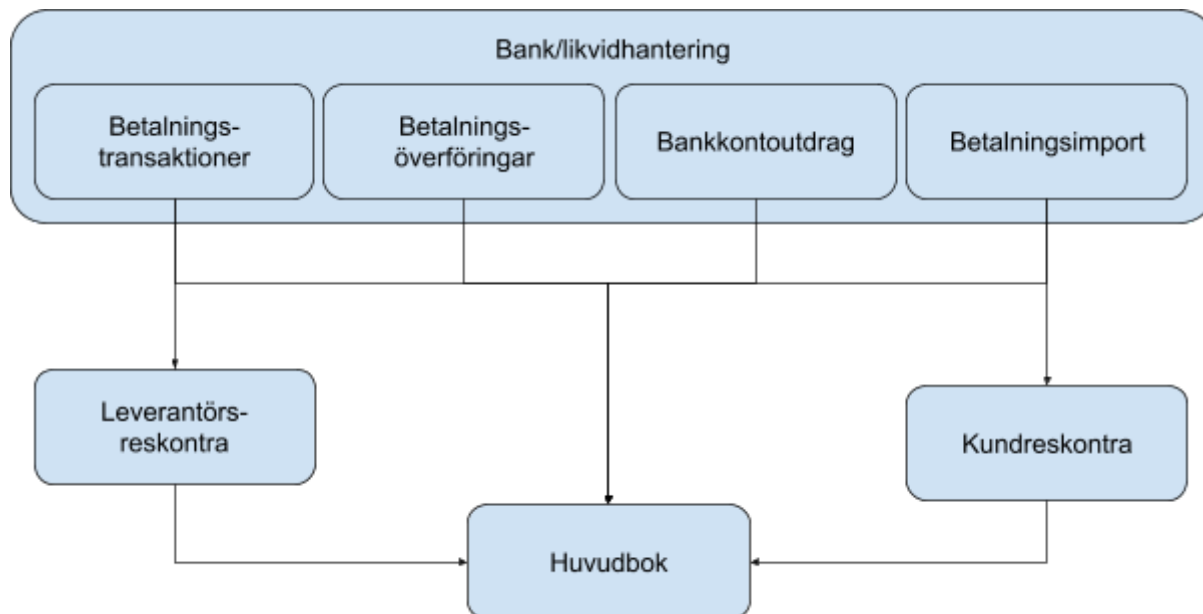 Bank/likvidhantering
Betalnings-
transaktioner
Betalnings-
överföringar
Bankkontoutdrag
Betalningsimport
Leverantörs-
reskontra
Kundreskontra
Huvudbok